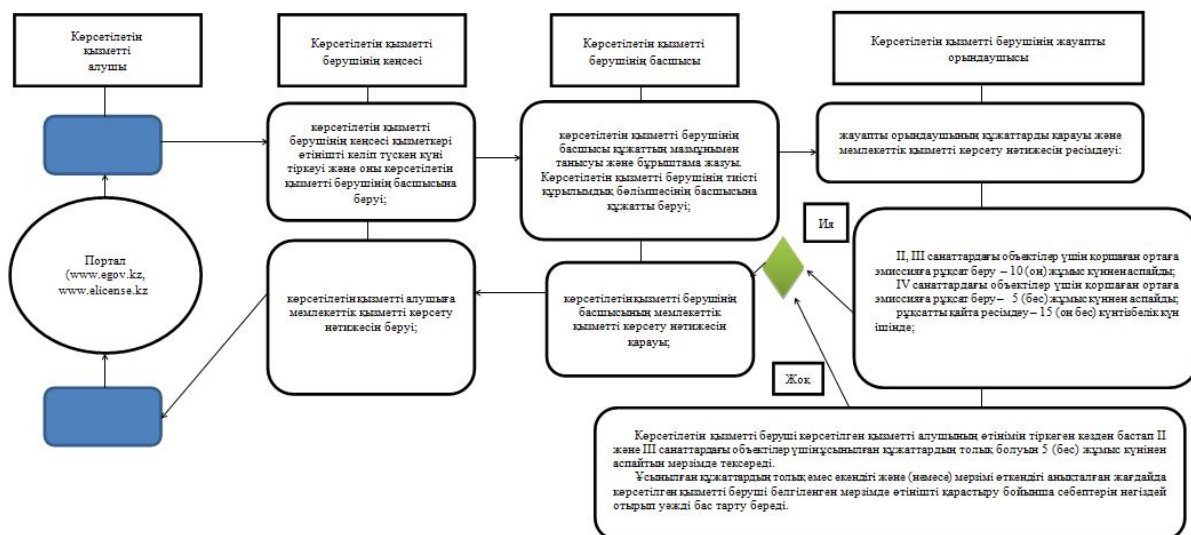 Көрсетілетін
қызметті
алушы
Көрсетілетін қызметті
берушінің кеңсесі
Көрсетілетін қызметті
берушінің басшысы
Көрсетілетін қызметті берушінің жауапты
орындаушысы
көрсетілетін қызметті
берушінің кеңсесі қызметкері
өтінішті келіп түскен күні
тіркеуі және оны көрсетілетін
қызметті берушінің басшысына
беруі;
көрсетілетін қызметті берушінің
басшысы құжаттың мазмұнымен
танысуы және бұрыштама жазуы.
Көрсетілетін қызметті берушінің тиісті
құрылымдық бөлімшесінің басшысына
құжатты беруі;
жауапты орындаушының құжаттарды қарауы және
мемлекеттік қызметті көрсету нәтижесін ресімдеуі:
Портал
(www.egov.kz,
www.elicense.kz
көрсетілетін қызметті алушыға
мемлекеттік қызметті көрсету
нәтижесін беруі;
көрсетілетін қызметті берушінің
басшысының мемлекеттік
қызметті көрсету нәтижесін
қарауы;
Ия
II, III санаттардағы объектілер үшін қоршаған ортаға
эмиссияға рұқсат беру – 10 (он) жұмыс күннен аспайды;
IV санаттардағы объектілер үшін қоршаған ортаға
эмиссияға рұқсат беру – 5 (бес) жұмыс күннен аспайды;
рұқсатты қайта ресімдеу – 15 (он бес) күнтізбелік күн
ішінде;
Жоқ
Көрсетілетін қызметті беруші көрсетілген қызметті алушының өтінімін тіркеген кезден бастап II
және III санаттардағы объектілер үшін ұсынылған құжаттардың толық болуын 5 (бес) жұмыс күнінен
аспайтын мерзімде тексереді.
Ұсынылған құжаттардың толық емес екендігі және (немесе) мерзімі өткендігі анықталған жағдайда
көрсетілген қызметті беруші белгіленген мерзімде өтінішті қарастыру бойынша себептерін негіздей
отырып уәжді бас тарту береді.